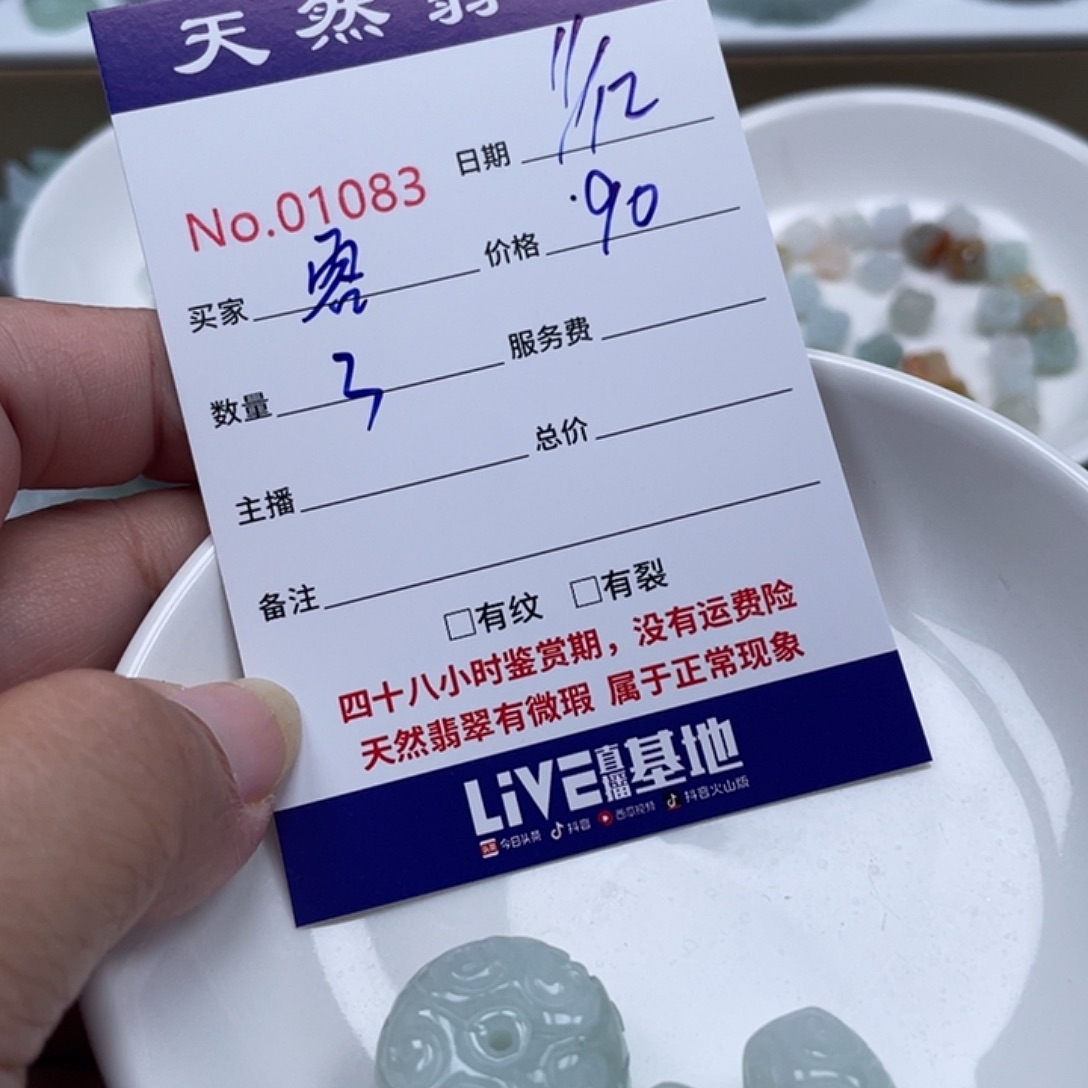 天然翡
日期 11/12
No.01083
买家 价格 90
数量 3 服务费
主播 总价
备注
□有纹 □有裂
四十八小时鉴赏期，没有运费险
天然翡翠有微瑕 属于正常现象
LiVE直播基地
头条 今日头条 抖音 西瓜视频 抖音火山版